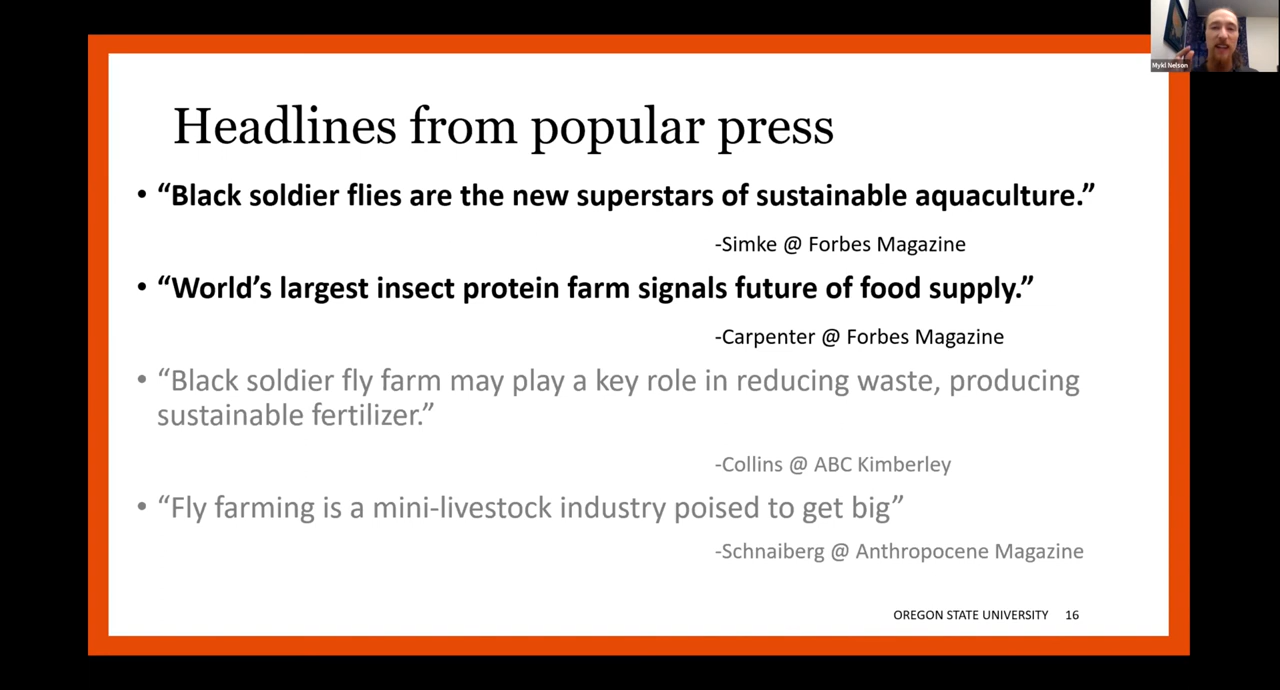 Mykl Nelson
Headlines from popular press
• “Black soldier flies are the new superstars of sustainable aquaculture.”
-Simke @ Forbes Magazine
• “World’s largest insect protein farm signals future of food supply.”
-Carpenter @ Forbes Magazine
• “Black soldier fly farm may play a key role in reducing waste, producing
sustainable fertilizer.”
-Collins @ ABC Kimberley
• “Fly farming is a mini-livestock industry poised to get big”
-Schnaiberg @ Anthropocene Magazine
OREGON STATE UNIVERSITY 16